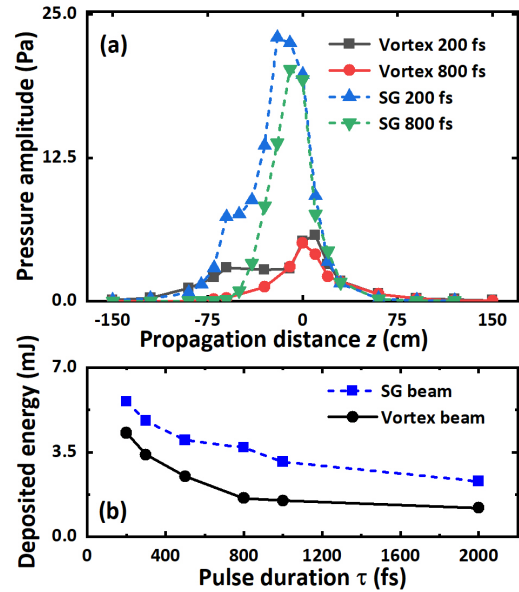 (a)
Vortex 200 fs
Vortex 800 fs
SG 200 fs
SG 800 fs
Pressure amplitude (Pa)
25.0
12.5
0.0
-150 -75 0 75 150
Propagation distance z (cm)
Deposited energy (mJ)
7.0
3.5
0.0
SG beam
Vortex beam
(b)
0 400 800 1200 1600 2000
Pulse duration τ (fs)